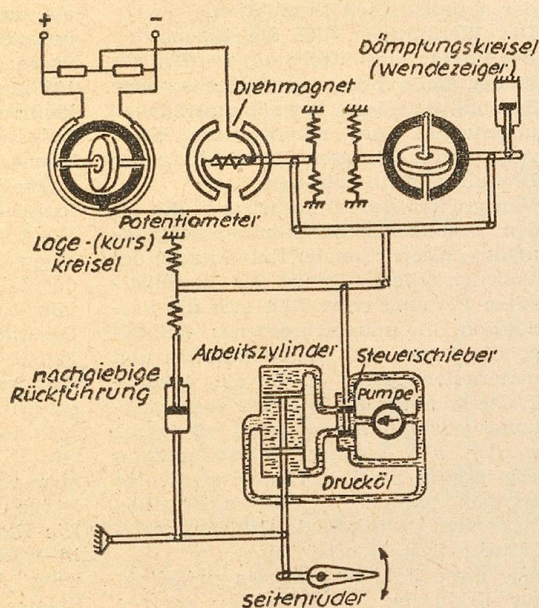 + -
Dämpfungskreisel
(Wendezeiger)
Drehmagnet
Potentiometer
Lage-(kurs)
kreisel
Arbeitszylinder
Steuerschieber
nachgiebige
Rückführung
Pumpe
Drucköl
Seitenruder